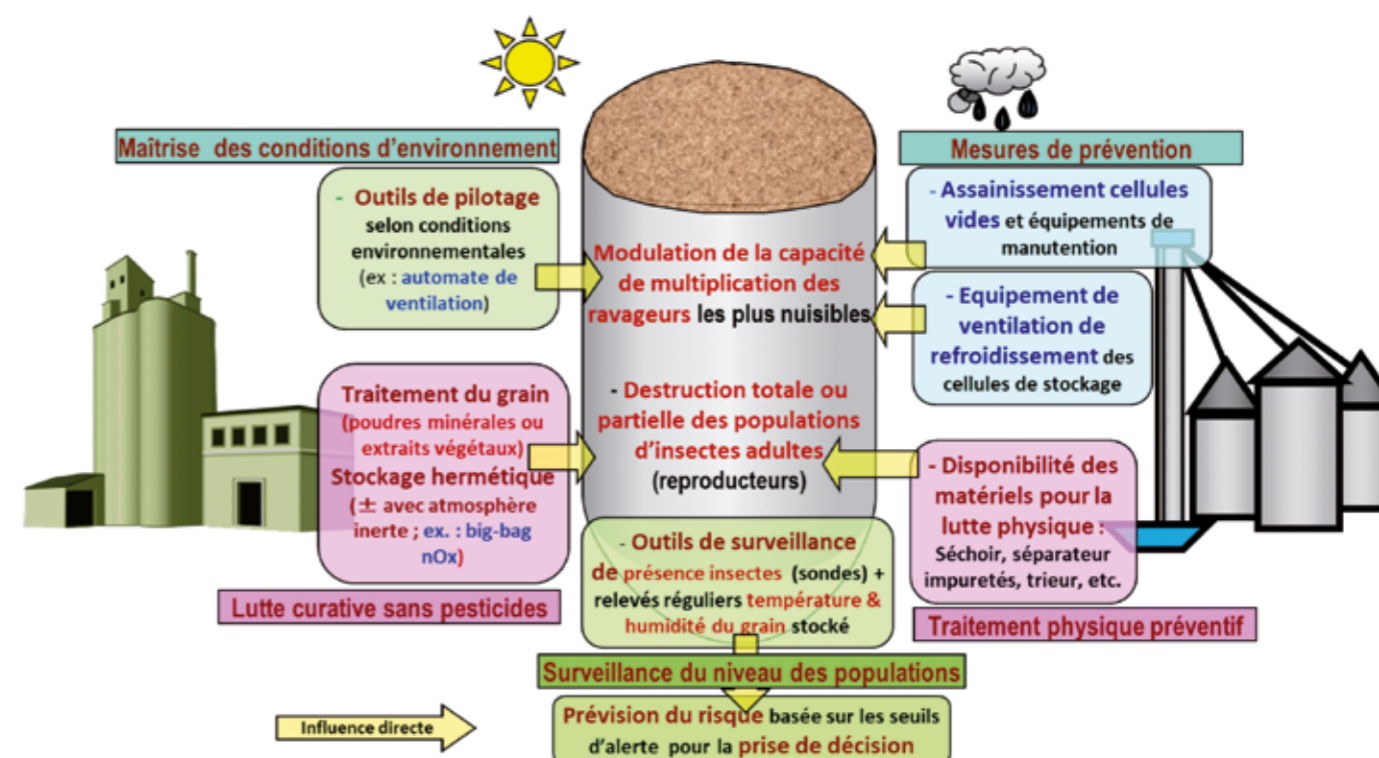 Maîtrise des conditions d'environnement
- Outils de pilotage
selon conditions
environnementales
(ex : automate de
ventilation)
Traitement du grain
(poudres minérales ou
extraits végétaux)
Stockage hermétique
(± avec atmosphère
inerte ; ex. : big-bag
nOx)
Lutte curative sans pesticides
Modulation de la capacité
de multiplication des
ravageurs les plus nuisibles
- Destruction totale ou
partielle des populations
d'insectes adultes
(reproducteurs)
Mesures de prévention
- Assainissement cellules
vides et équipements de
manutention
- Equipement de
ventilation de
refroidissement des
cellules de stockage
- Disponibilité des
matériels pour la
lutte physique :
Séchoir, séparateur
impuretés, trieur, etc.
Traitement physique préventif
- Outils de surveillance
de présence insectes (sondes) +
relevés réguliers température &
humidité du grain stocké
Surveillance du niveau des populations
Prévision du risque basée sur les seuils
d'alerte pour la prise de décision
Influence directe